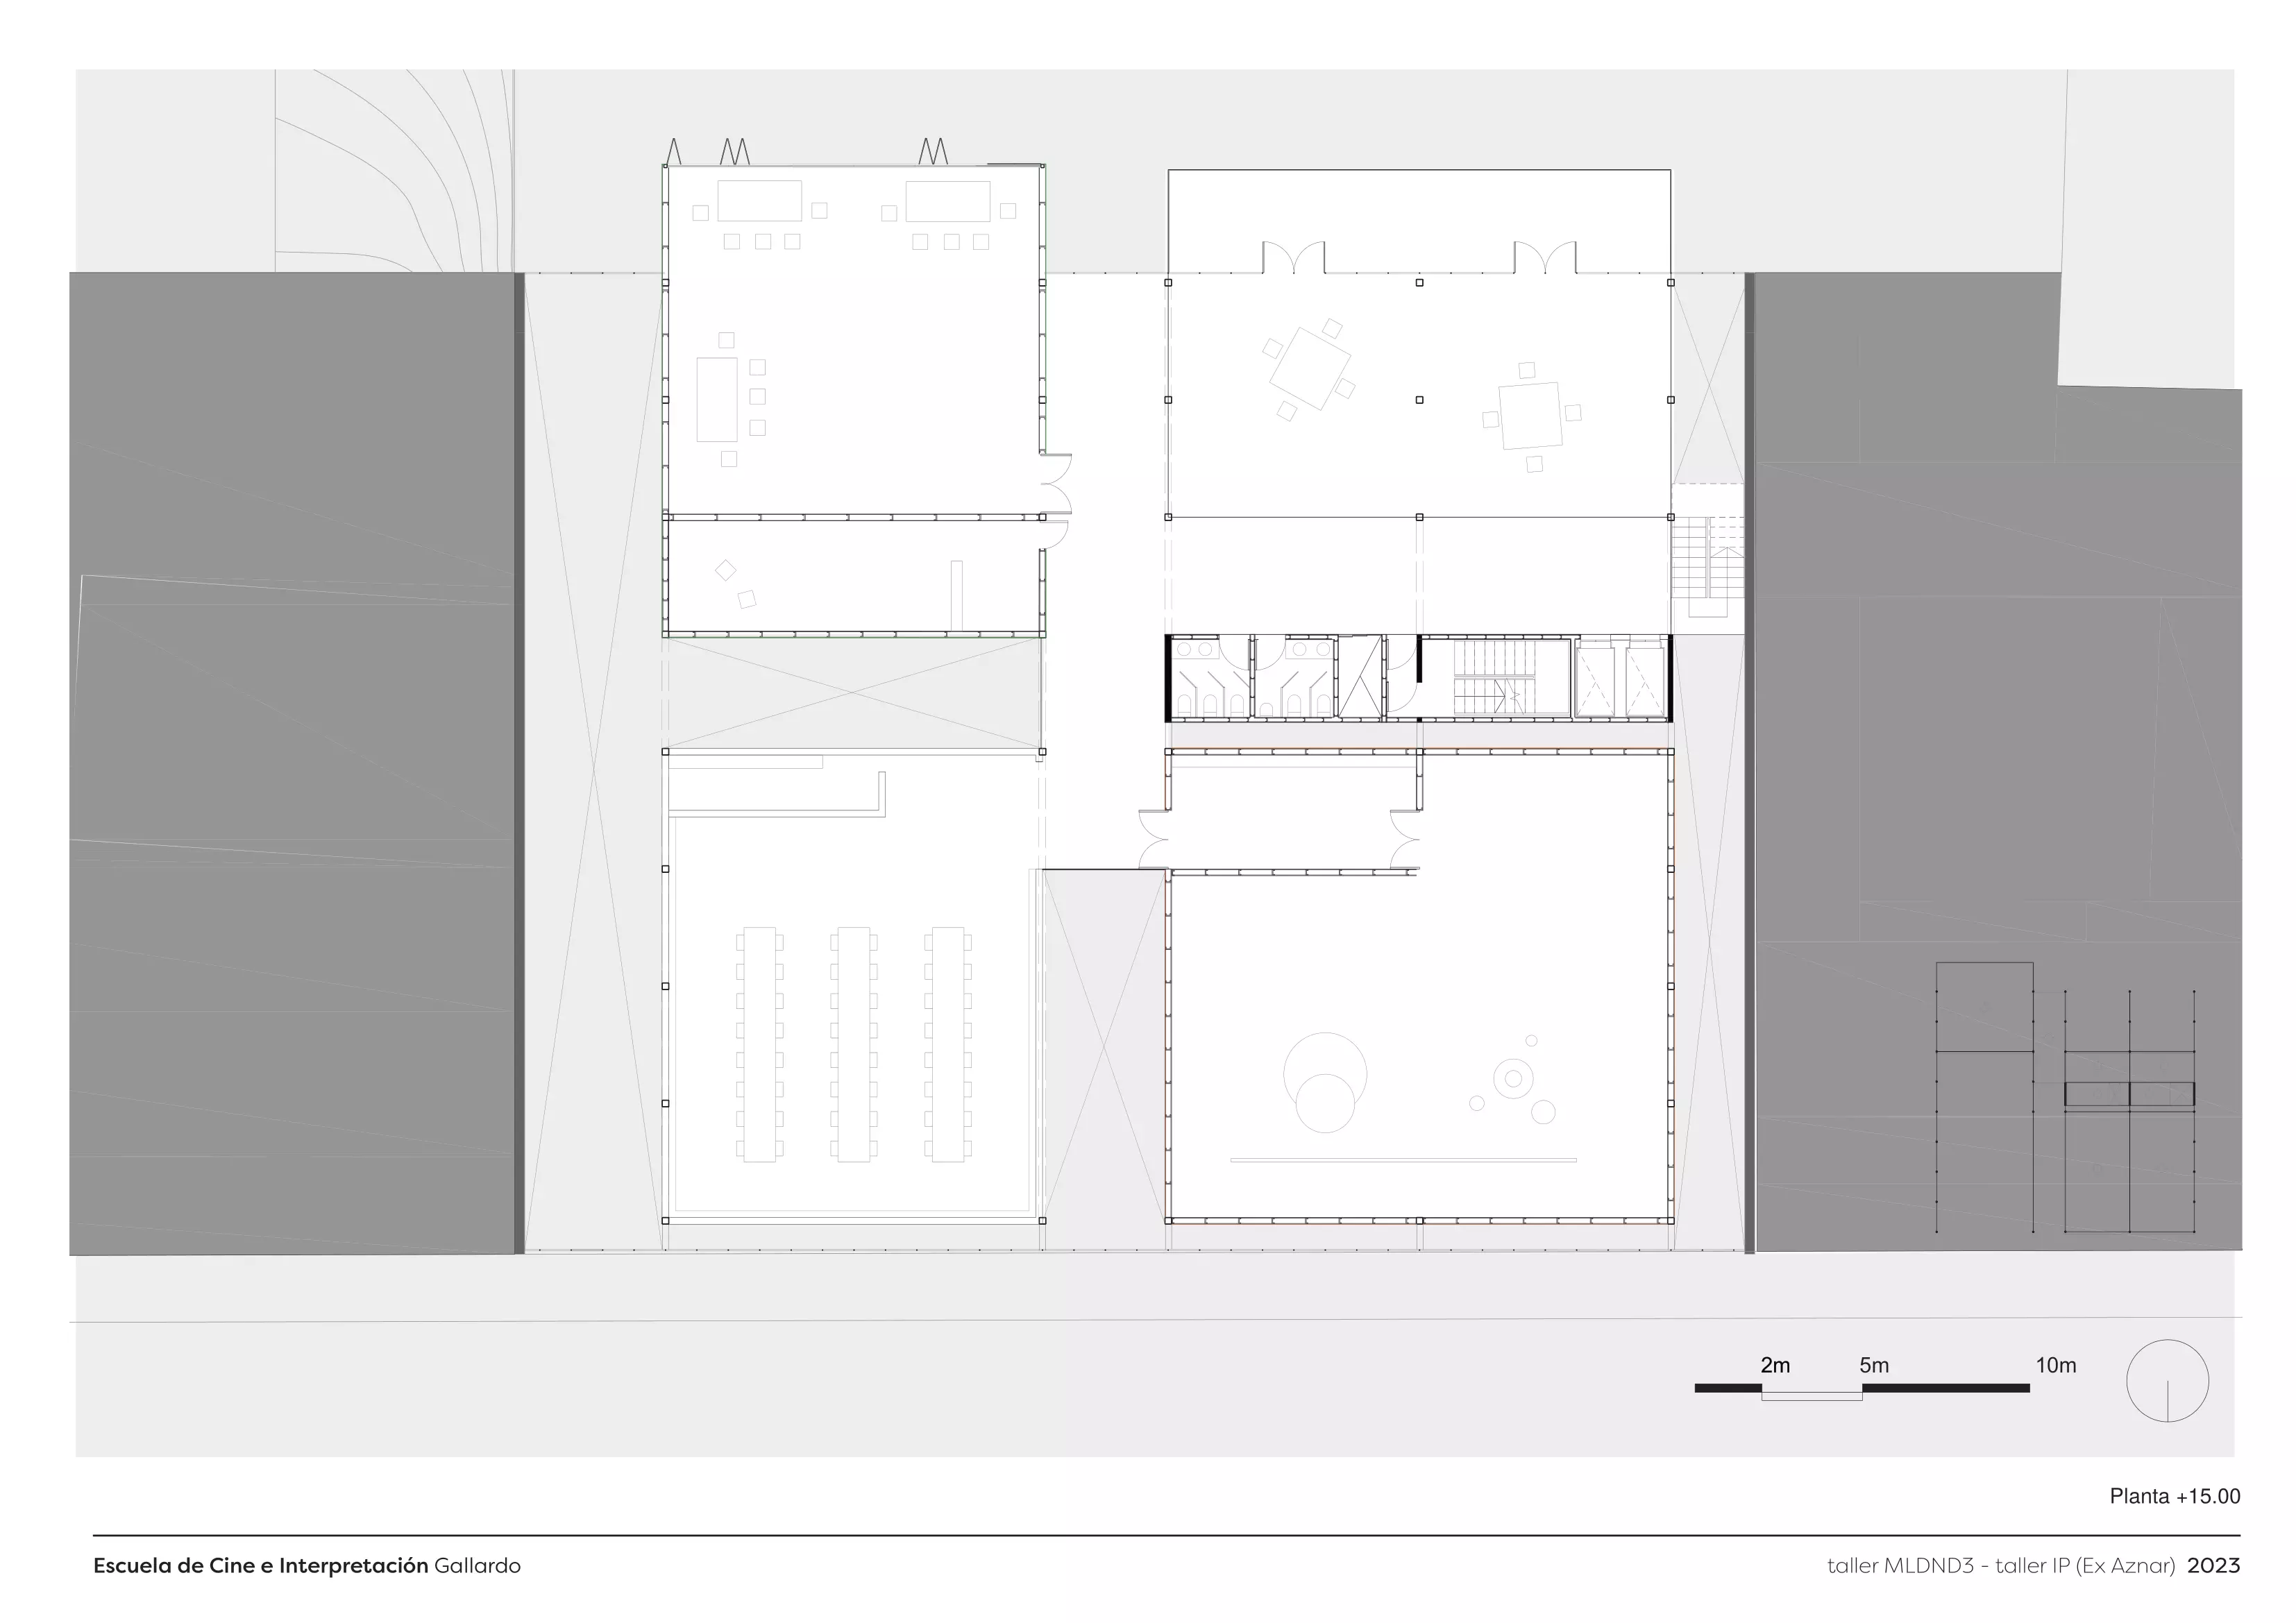 2m 5m 10m
Planta +15.00
Escuela de Cine e Interpretación Gallardo
taller MLDND3 - taller IP (Ex Aznar) 2023